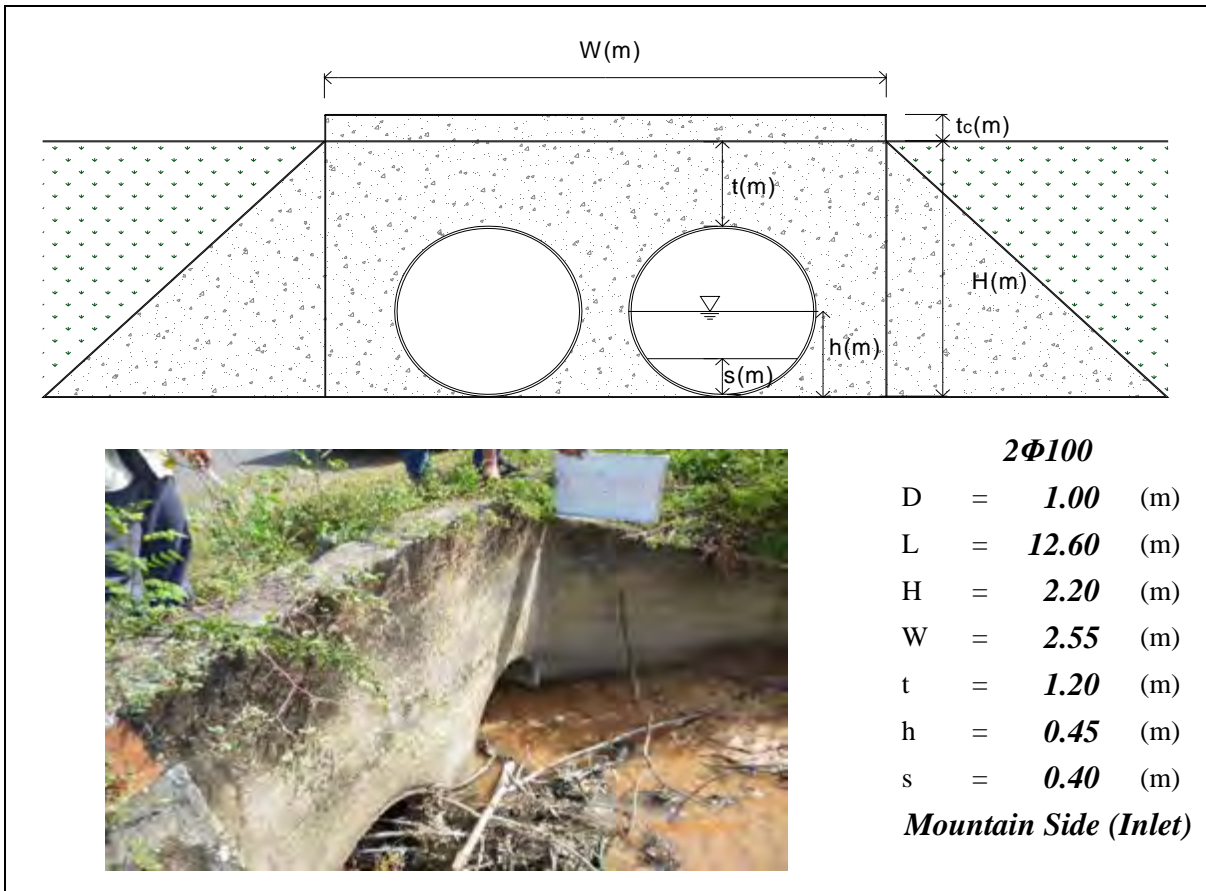 W(m)
tc(m)
t(m)
H(m)
h(m)
s(m)
2Φ100
D = 1.00 (m)
L = 12.60 (m)
H = 2.20 (m)
W = 2.55 (m)
t = 1.20 (m)
h = 0.45 (m)
s = 0.40 (m)
Mountain Side (Inlet)